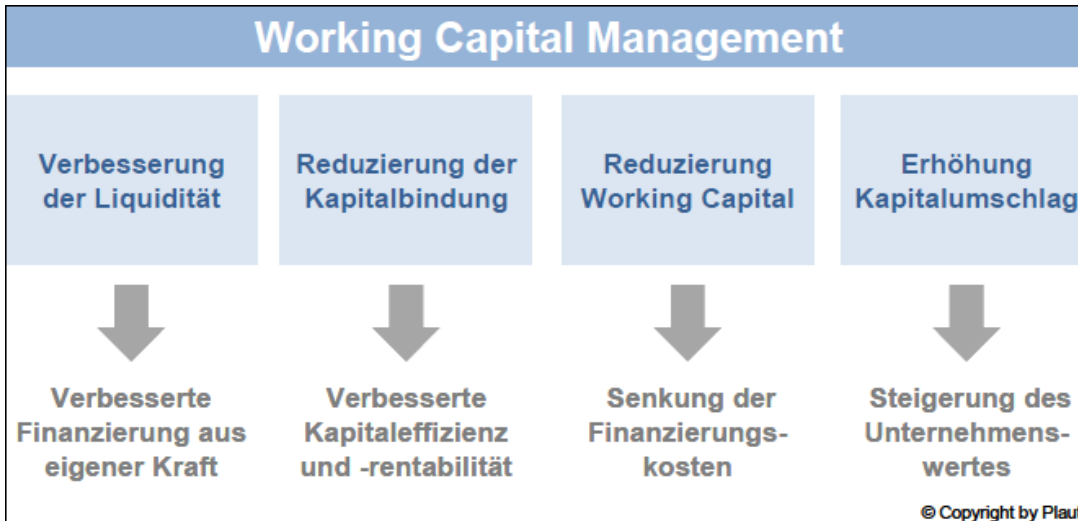 Working Capital Management
Verbesserung
der Liquidität
Reduzierung der
Kapitalbindung
Reduzierung
Working Capital
Erhöhung
Kapitalumschlag
Verbesserte
Finanzierung aus
eigener Kraft
Verbesserte
Kapitaleffizienz
und -rentabilität
Senkung der
Finanzierungs-
kosten
Steigerung des
Unternehmens-
wertes
© Copyright by